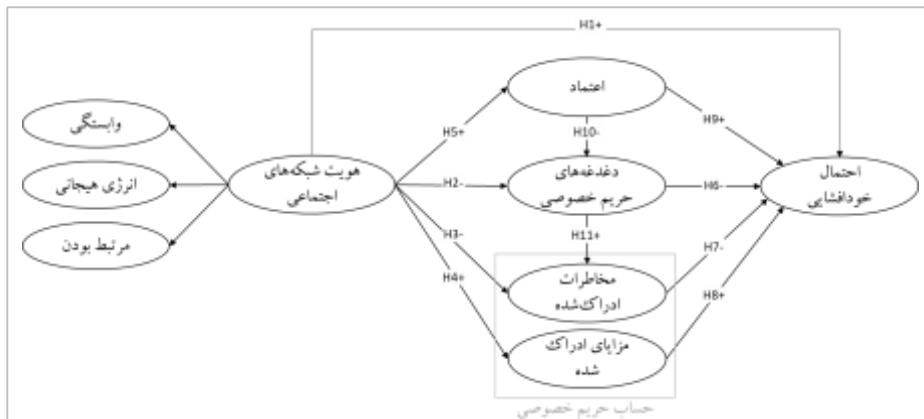 H1+
اعتماد
وابستگی
H5+
H9+
H10-
هویت شبکه‌های
اجتماعی
دغدغه‌های
حریم خصوصی
احتمال
خودافشایی
انرژی هیجانی
H2-
H6-
مرتبط بودن
H3-
H11+
H7-
H4+
مخاطرات
ادراک‌شده
H8+
مزایای ادراک
شده
حساب حریم خصوصی